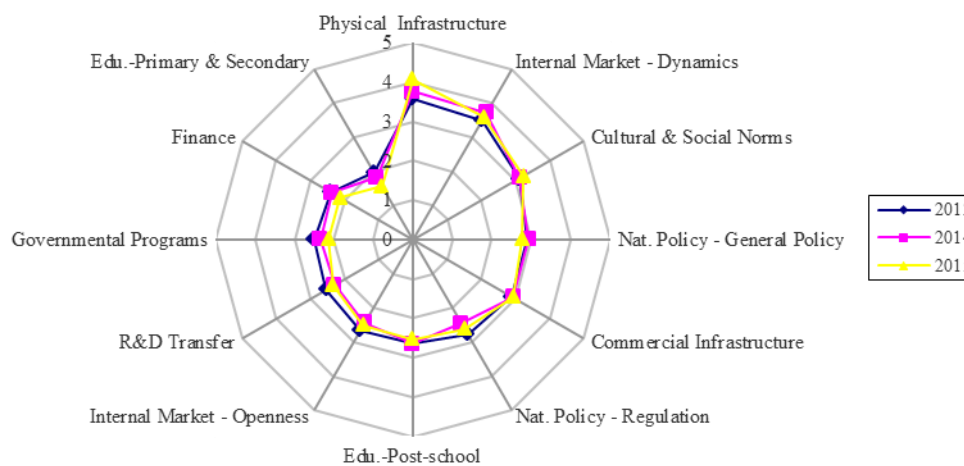 Physical Infrastructure
Edu.-Primary & Secondary
Internal Market - Dynamics
Finance
Cultural & Social Norms
Governmental Programs
Nat. Policy - General Policy
R&D Transfer
Commercial Infrastructure
Internal Market - Openness
Nat. Policy - Regulation
Edu.-Post-school
5
4
3
2
1
0
2014